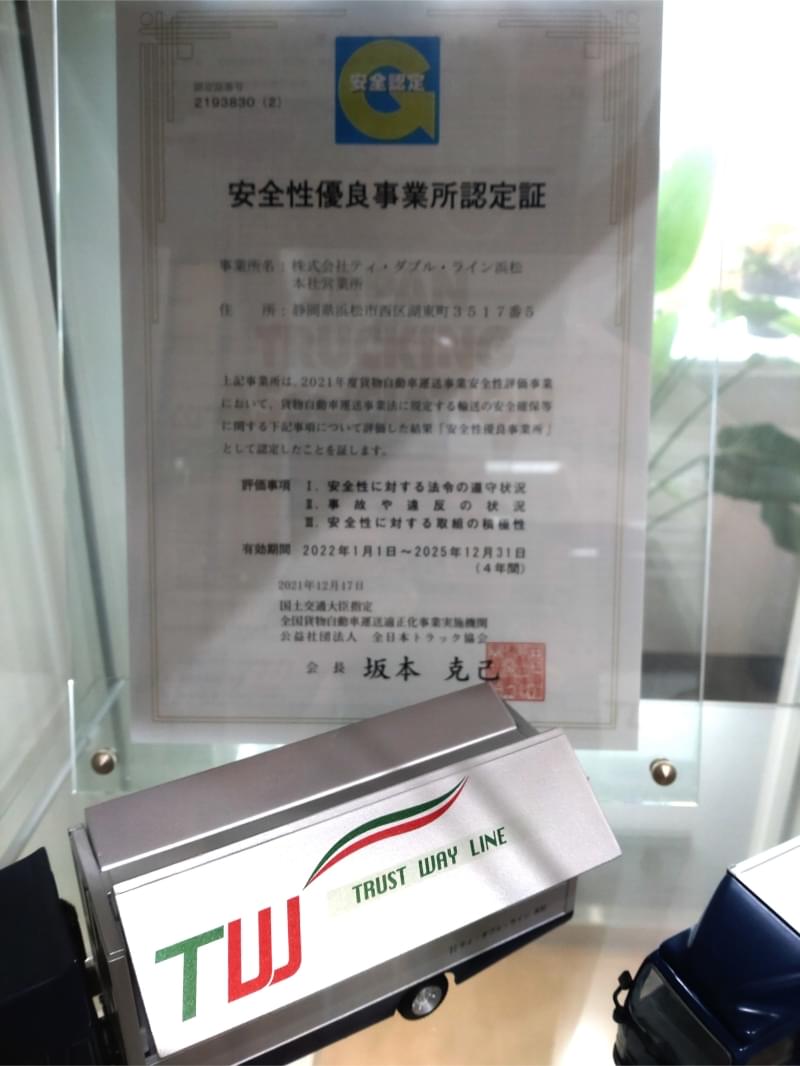 認定証番号
2193830(2)
安全認定
安全性優良事業所認定証
事業所名：株式会社ティ・ダブル・ライン浜松
本社営業所
住　所：静岡県浜松市西区湖東町3517番5
上記事業所は、2021年度貨物自動車運送事業安全性評価事業
において、貨物自動車運送事業法に規定する輸送の安全確保等
に関する下記事項について評価した結果「安全性優良事業所」
として認定したことを証します。
評価事項　Ⅰ. 安全性に対する法令の遵守状況
Ⅱ. 事故や違反の状況
Ⅲ. 安全性に対する取組の積極性
有効期間　2022年1月1日～2025年12月31日
(4年間)
2021年12月17日
国土交通大臣指定
全国貨物自動車運送適正化事業実施機関
公益社団法人　全日本トラック協会
会長　坂本　克己
TRUST WAY LINE
TW